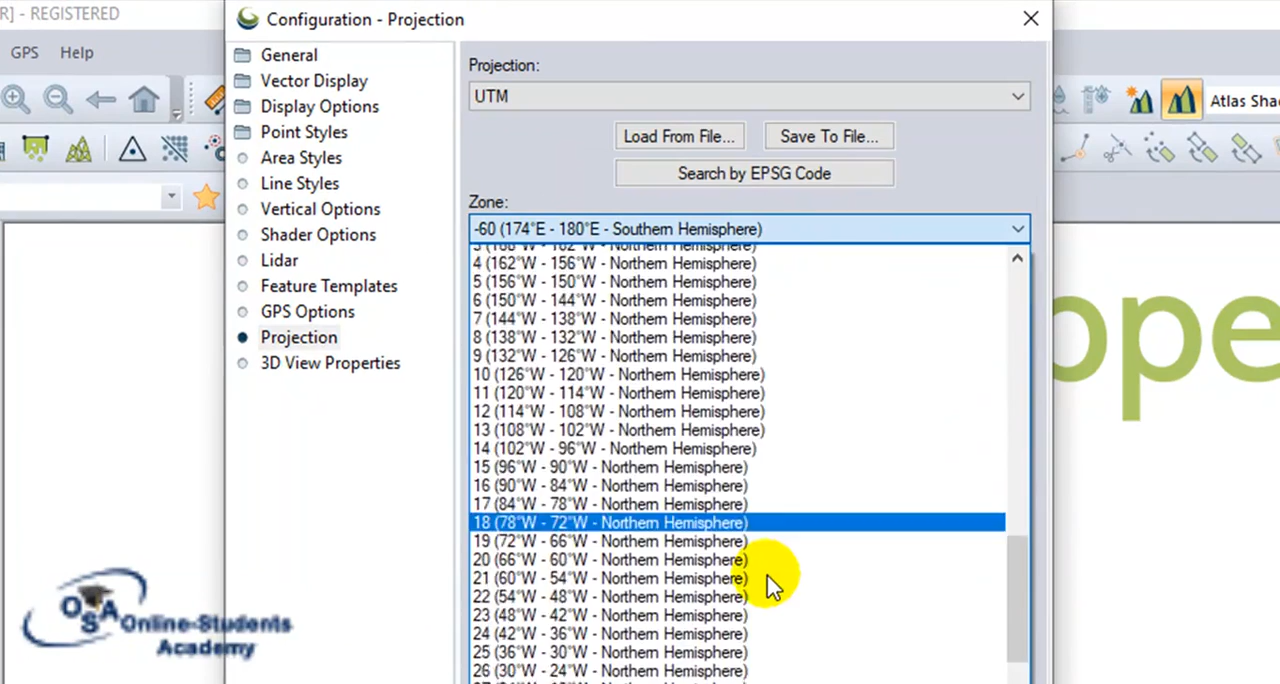 R] - REGISTERED
GPS Help
Atlas Sha
Configuration - Projection
General
Vector Display
Display Options
Point Styles
Area Styles
Line Styles
Vertical Options
Shader Options
Lidar
Feature Templates
GPS Options
Projection
3D View Properties
Projection:
UTM
Load From File...
Save To File...
Search by EPSG Code
Zone:
-60 (174°E - 180°E - Southern Hemisphere)
3 (168°W - 162°W - Northern Hemisphere)
4 (162°W - 156°W - Northern Hemisphere)
5 (156°W - 150°W - Northern Hemisphere)
6 (150°W - 144°W - Northern Hemisphere)
7 (144°W - 138°W - Northern Hemisphere)
8 (138°W - 132°W - Northern Hemisphere)
9 (132°W - 126°W - Northern Hemisphere)
10 (126°W - 120°W - Northern Hemisphere)
11 (120°W - 114°W - Northern Hemisphere)
12 (114°W - 108°W - Northern Hemisphere)
13 (108°W - 102°W - Northern Hemisphere)
14 (102°W - 96°W - Northern Hemisphere)
15 (96°W - 90°W - Northern Hemisphere)
16 (90°W - 84°W - Northern Hemisphere)
17 (84°W - 78°W - Northern Hemisphere)
18 (78°W - 72°W - Northern Hemisphere)
19 (72°W - 66°W - Northern Hemisphere)
20 (66°W - 60°W - Northern Hemisphere)
21 (60°W - 54°W - Northern Hemisphere)
22 (54°W - 48°W - Northern Hemisphere)
23 (48°W - 42°W - Northern Hemisphere)
24 (42°W - 36°W - Northern Hemisphere)
25 (36°W - 30°W - Northern Hemisphere)
26 (30°W - 24°W - Northern Hemisphere)
ope
OSA Online-Students
Academy